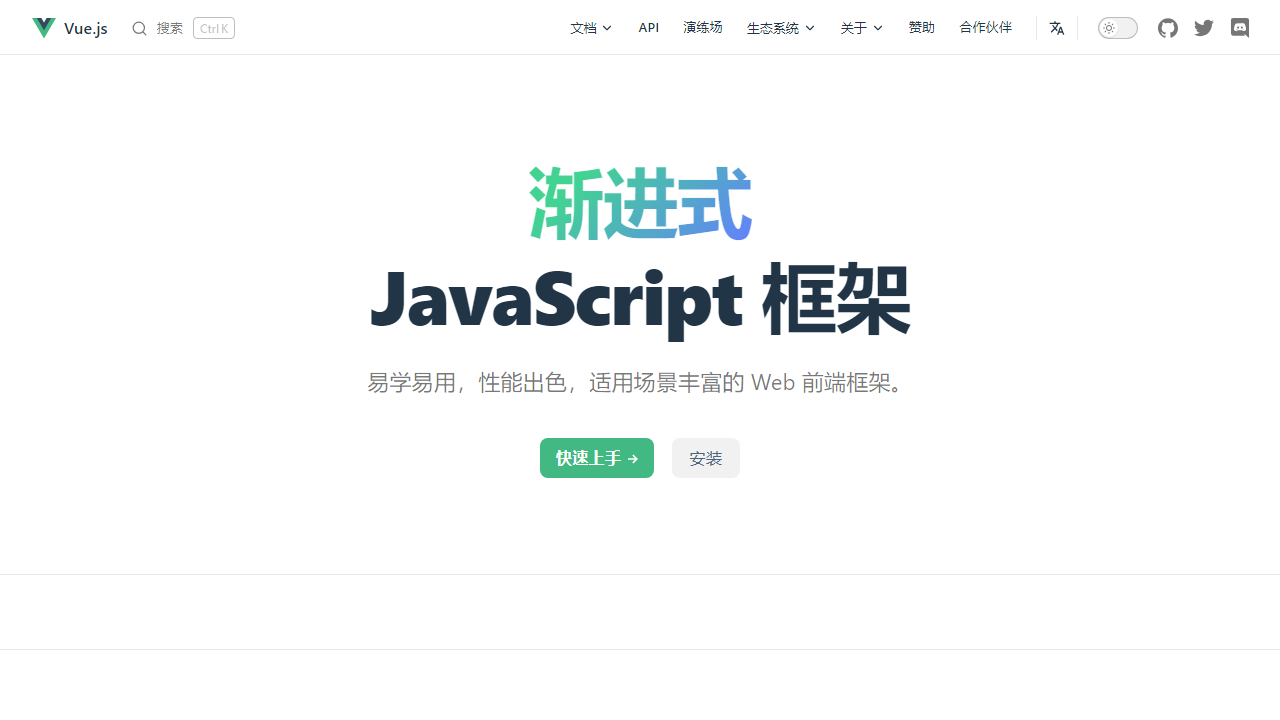 Vue.js 搜索 Ctrl K 文档 API 演练场 生态系统 关于 赞助 合作伙伴
渐进式
JavaScript 框架
易学易用，性能出色，适用场景丰富的 Web 前端框架。
快速上手 → 安装